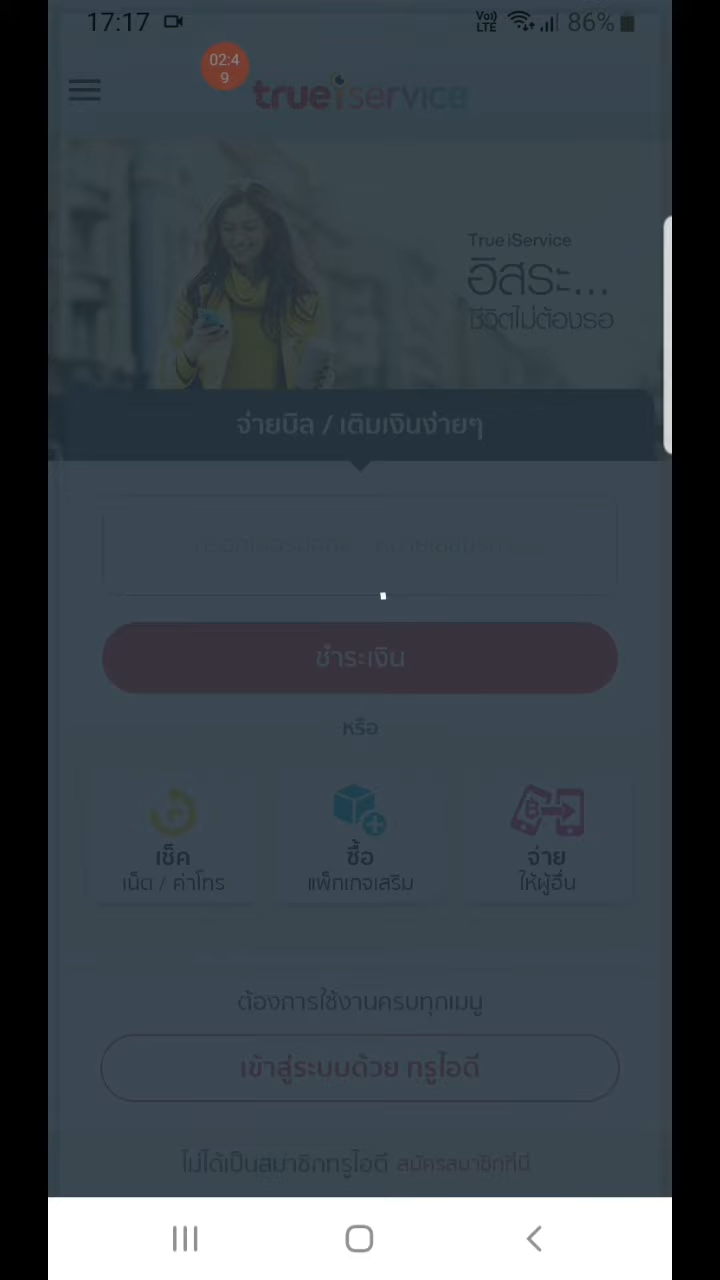 17:17
Vo)) LTE
86%
02:4
9
true iservice
True iService
อิสระ...
ชีวิตไม่ต้องรอ
จ่ายบิล / เติมเงินง่ายๆ
ชำระเงิน
หรือ
เช็ค
เน็ต / ค่าโทร
ซื้อ
แพ็กเกจเสริม
จ่าย
ให้ผู้อื่น
ต้องการใช้งานครบทุกเมนู
เข้าสู่ระบบด้วย ทรูไอดี
ไม่ได้เป็นสมาชิกทรูไอดี สมัครสมาชิกที่นี่